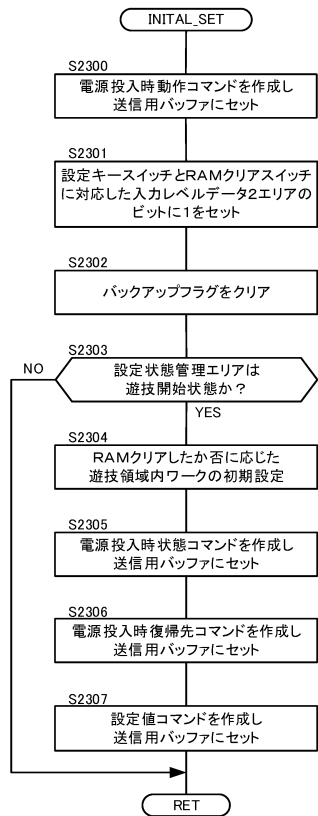 INITAL_SET
S2300
電源投入時動作コマンドを作成し
送信用バッファにセット
S2301
設定キースイッチとRAMクリアスイッチ
に対応した入力レベルデータ2エリアの
ビットに1をセット
S2302
バックアップフラグをクリア
S2303
設定状態管理エリアは
遊技開始状態か?
NO
YES
S2304
RAMクリアしたか否に応じた
遊技領域内ワークの初期設定
S2305
電源投入時状態コマンドを作成し
送信用バッファにセット
S2306
電源投入時復帰先コマンドを作成し
送信用バッファにセット
S2307
設定値コマンドを作成し
送信用バッファにセット
RET